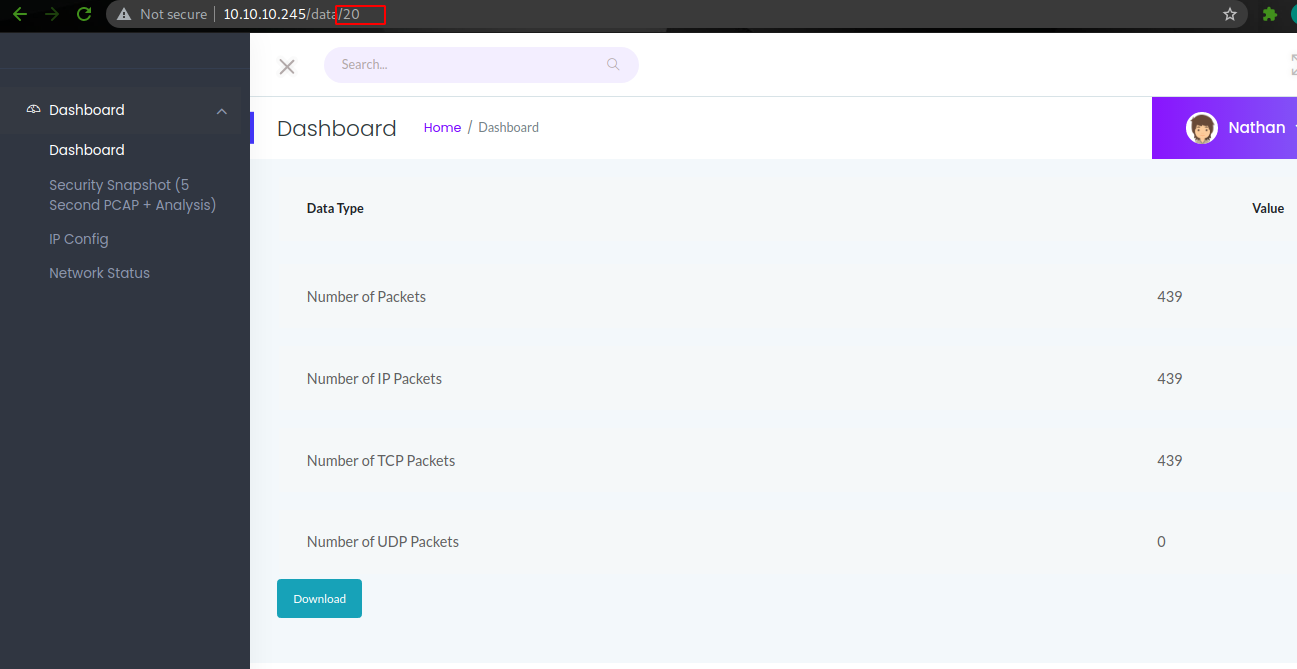 Not secure | 10.10.10.245/data/20
Search...
Dashboard
Dashboard
Home / Dashboard
Nathan
Dashboard
Security Snapshot (5
Second PCAP + Analysis)
IP Config
Network Status
Data Type Value
Number of Packets 439
Number of IP Packets 439
Number of TCP Packets 439
Number of UDP Packets 0
Download